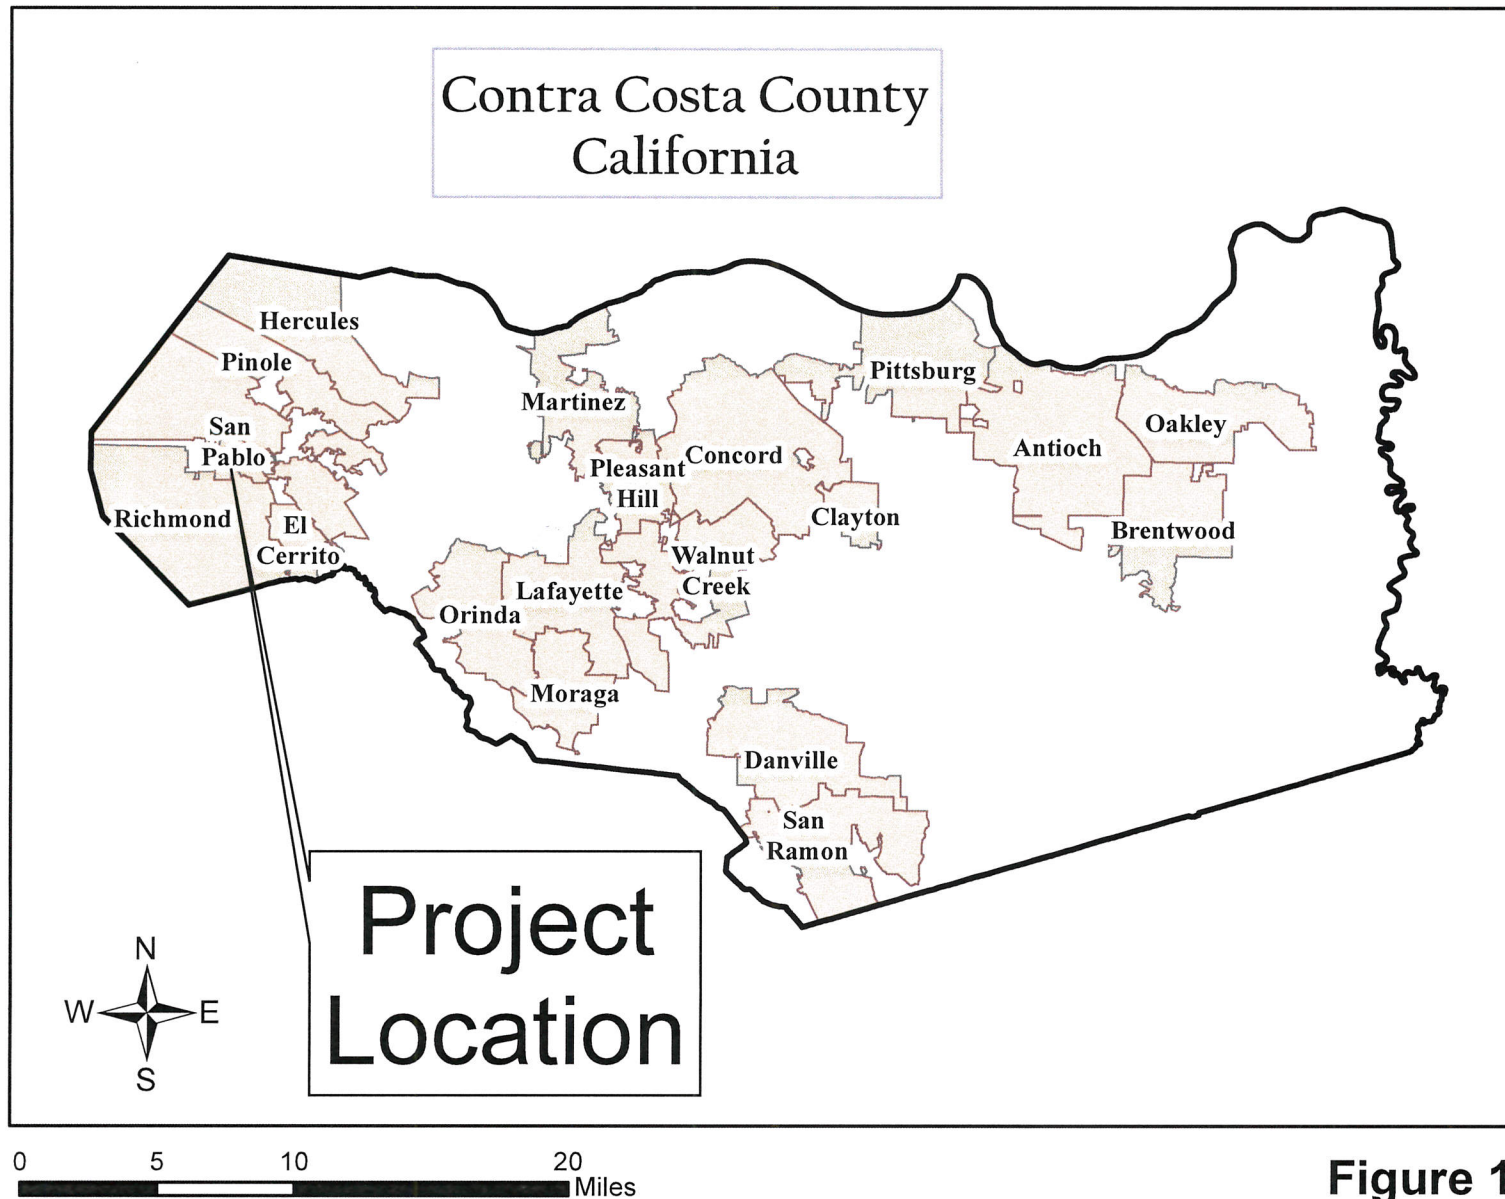 Contra Costa County
California
Hercules
Pinole
San
Pablo
Richmond
El
Cerrito
Martinez
Pleasant
Hill
Concord
Clayton
Walnut
Creek
Lafayette
Orinda
Moraga
Pittsburg
Antioch
Oakley
Brentwood
Danville
San
Ramon
Project
Location
N
W
E
S
0
5
10
20
Miles
Figure 1